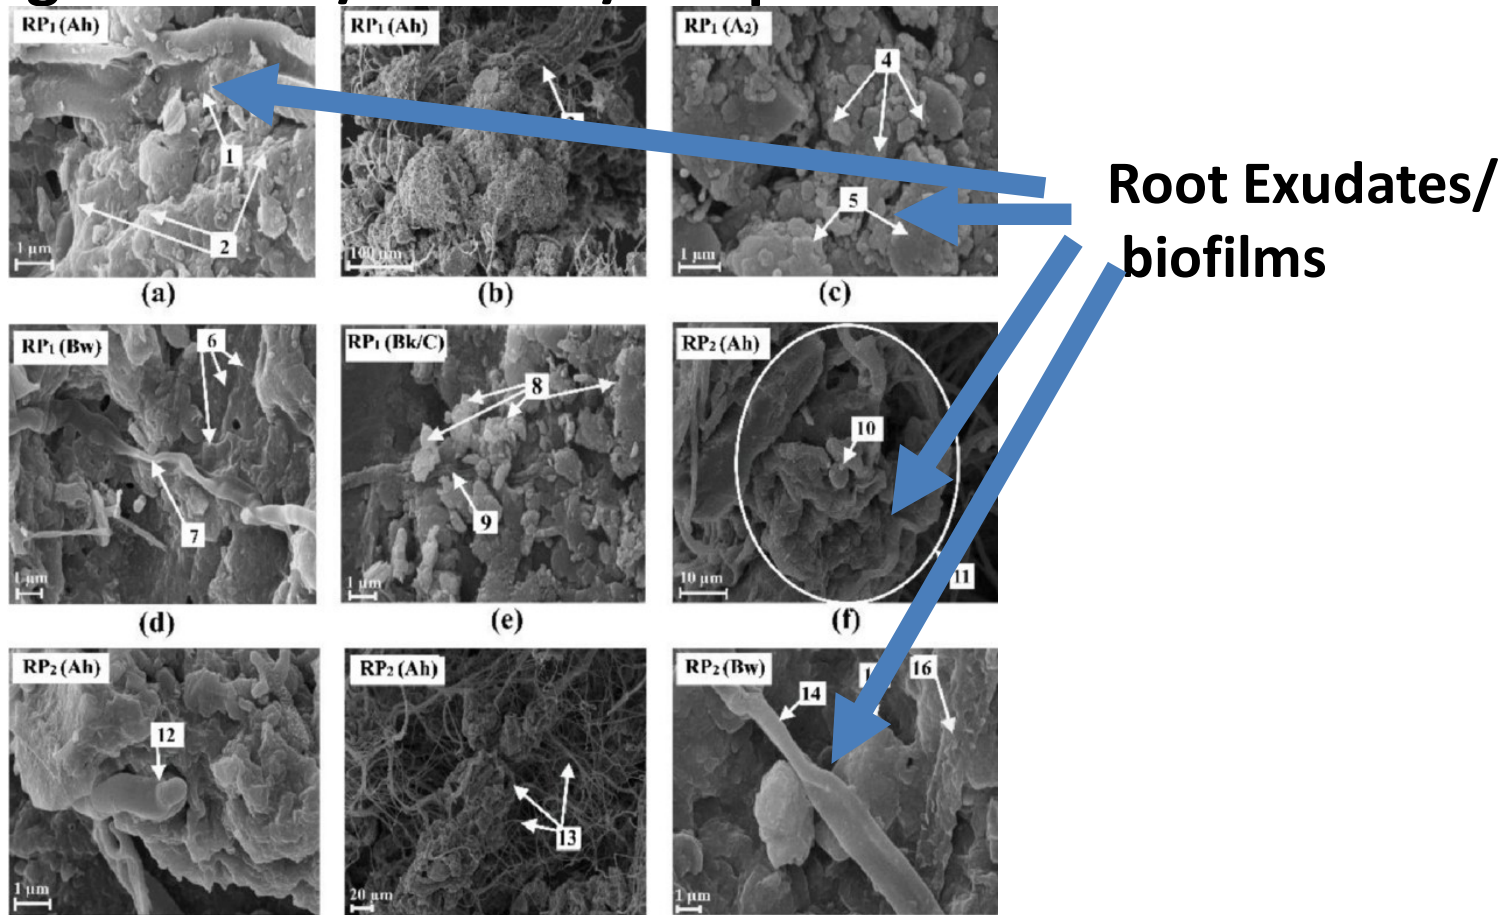 RP₁ (Ah)
1
2
1 µm
(a)
RP₁ (Ah)
100 µm
(b)
RP₁ (A₂)
4
5
1 µm
(c)
Root Exudates/
biofilms
RP₁ (Bw)
6
7
1 µm
(d)
RP₁ (Bk/C)
8
9
1 µm
(e)
RP₂ (Ah)
10
11
10 µm
(f)
RP₂ (Ah)
12
1 µm
RP₂ (Ah)
13
20 µm
RP₂ (Bw)
14
16
1 µm